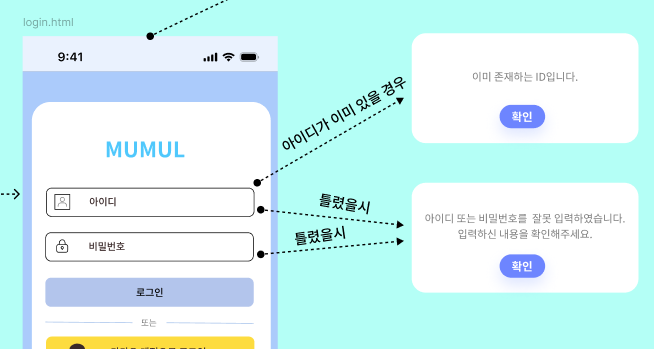 login.html
9:41
MUMUL
아이디
비밀번호
로그인
또는
아이디가 이미 있을 경우
틀렸을시
틀렸을시
이미 존재하는 ID입니다.
확인
아이디 또는 비밀번호를 잘못 입력하였습니다.
입력하신 내용을 확인해주세요.
확인